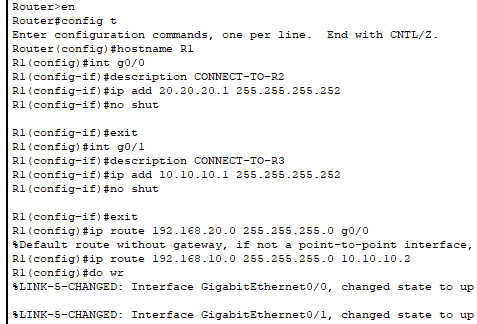 Router>en
Router#config t
Enter configuration commands, one per line.  End with CNTL/Z.
Router(config)#hostname R1
R1(config)#int g0/0
R1(config-if)#description CONNECT-TO-R2
R1(config-if)#ip add 20.20.20.1 255.255.255.252
R1(config-if)#no shut
R1(config-if)#exit
R1(config)#int g0/1
R1(config-if)#description CONNECT-TO-R3
R1(config-if)#ip add 10.10.10.1 255.255.255.252
R1(config-if)#no shut
R1(config-if)#exit
R1(config)#ip route 192.168.20.0 255.255.255.0 g0/0
%Default route without gateway, if not a point-to-point interface,
R1(config)#ip route 192.168.10.0 255.255.255.0 10.10.10.2
R1(config)#do wr
%LINK-5-CHANGED: Interface GigabitEthernet0/0, changed state to up
%LINK-5-CHANGED: Interface GigabitEthernet0/1, changed state to up